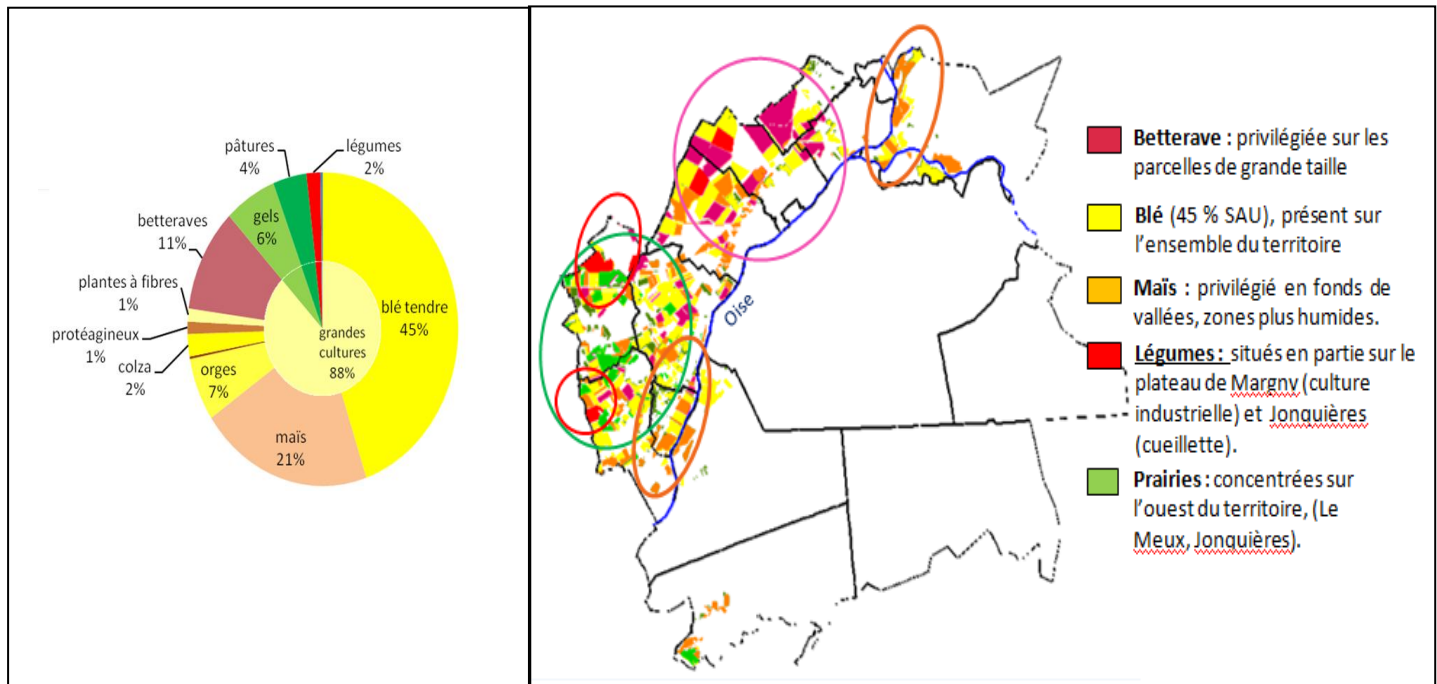 pâtures
4%
légumes
2%
gels
6%
betteraves
11%
plantes à fibres
1%
protéagineux
1%
colza
2%
orges
7%
maïs
21%
blé tendre
45%
grandes
cultures
88%
Oise
Betterave : privilégiée sur les
parcelles de grande taille
Blé (45 % SAU), présent sur
l'ensemble du territoire
Maïs : privilégié en fonds de
vallées, zones plus humides.
Légumes : situés en partie sur le
plateau de Margny (culture
industrielle) et Jonquières
(cueillette).
Prairies : concentrées sur
l'ouest du territoire, (Le
Meux, Jonquières).